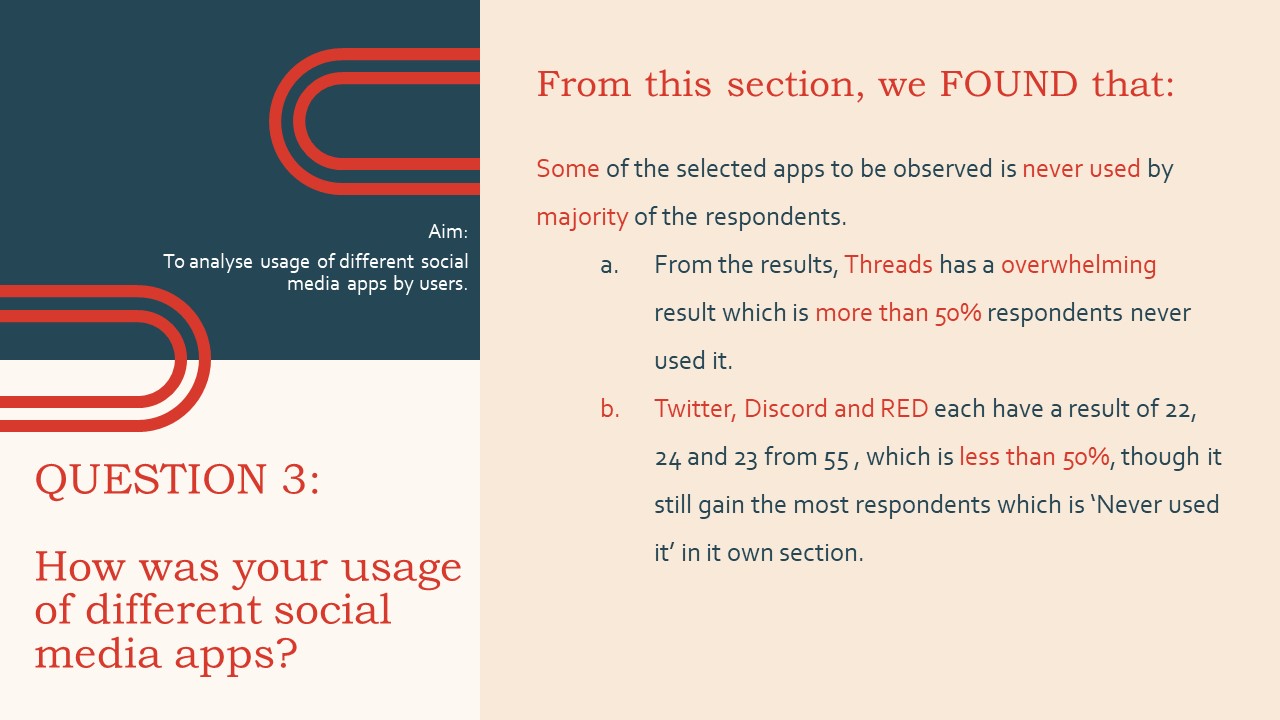 Aim:
To analyse usage of different social
media apps by users.
QUESTION 3:
How was your usage
of different social
media apps?
From this section, we FOUND that:
Some of the selected apps to be observed is never used by
majority of the respondents.
a. From the results, Threads has a overwhelming
result which is more than 50% respondents never
used it.
b. Twitter, Discord and RED each have a result of 22,
24 and 23 from 55 , which is less than 50%, though it
still gain the most respondents which is ‘Never used
it’ in it own section.